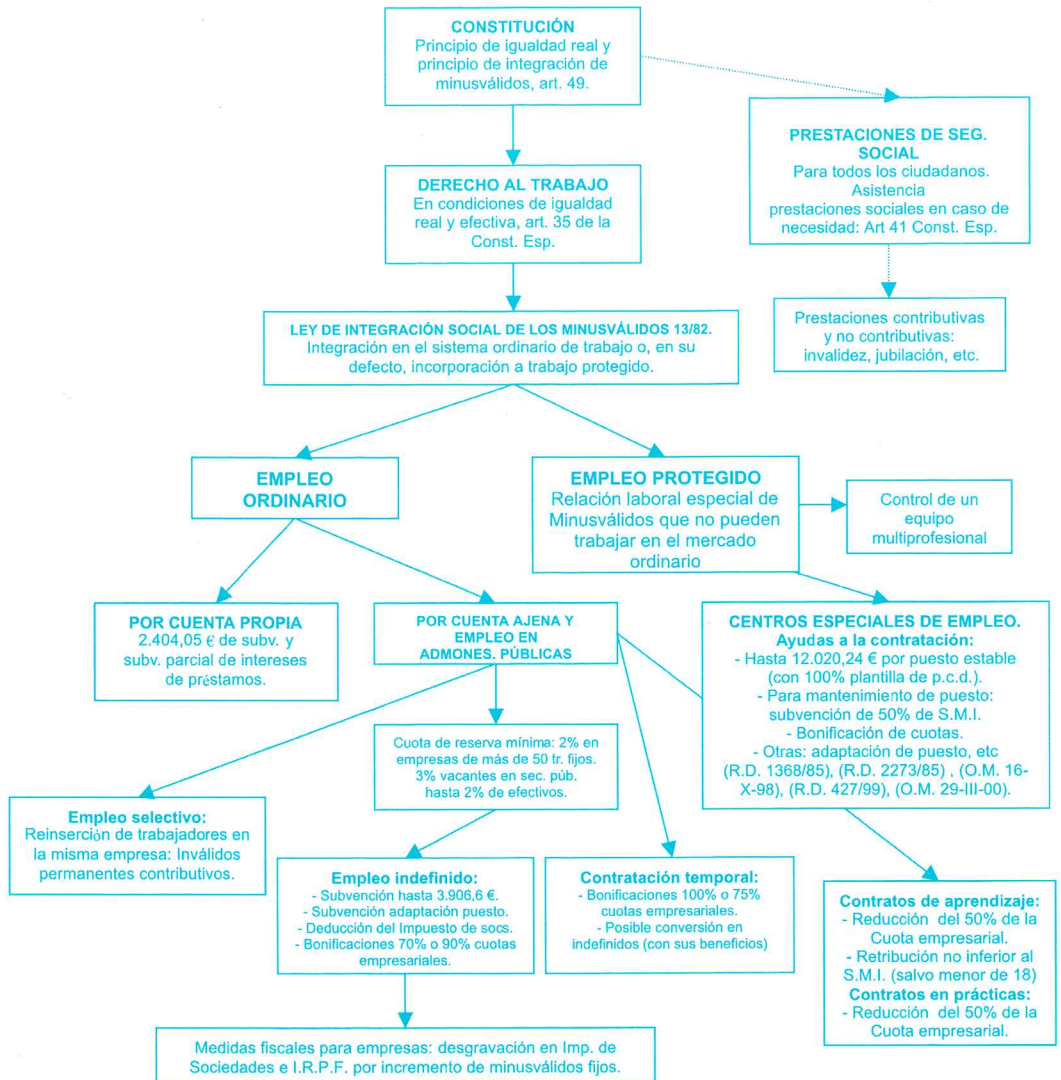 CONSTITUCIÓN
Principio de igualdad real y
principio de integración de
minusválidos, art. 49.
PRESTACIONES DE SEG.
SOCIAL
Para todos los ciudadanos.
Asistencia
prestaciones sociales en caso de
necesidad: Art 41 Const. Esp.
DERECHO AL TRABAJO
En condiciones de igualdad
real y efectiva, art. 35 de la
Const. Esp.
Prestaciones contributivas
y no contributivas:
invalidez, jubilación, etc.
LEY DE INTEGRACIÓN SOCIAL DE LOS MINUSVÁLIDOS 13/82.
Integración en el sistema ordinario de trabajo o, en su
defecto, incorporación a trabajo protegido.
EMPLEO
ORDINARIO
EMPLEO PROTEGIDO
Relación laboral especial de
Minusválidos que no pueden
trabajar en el mercado
ordinario
Control de un
equipo
multiprofesional
POR CUENTA PROPIA
2.404,05 € de subv. y
subv. parcial de intereses
de préstamos.
POR CUENTA AJENA Y
EMPLEO EN
ADMONES. PÚBLICAS
CENTROS ESPECIALES DE EMPLEO.
Ayudas a la contratación:
- Hasta 12.020,24 € por puesto estable
(con 100% plantilla de p.c.d.).
- Para mantenimiento de puesto:
subvención de 50% de S.M.I.
- Bonificación de cuotas.
- Otras: adaptación de puesto, etc
(R.D. 1368/85), (R.D. 2273/85) , (O.M. 16-
X-98), (R.D. 427/99), (O.M. 29-III-00).
Cuota de reserva mínima: 2% en
empresas de más de 50 tr. fijos.
3% vacantes en sec. púb.
hasta 2% de efectivos.
Empleo selectivo:
Reinserción de trabajadores en
la misma empresa: Inválidos
permanentes contributivos.
Empleo indefinido:
- Subvención hasta 3.906,6 €.
- Subvención adaptación puesto.
- Deducción del Impuesto de socs.
- Bonificaciones 70% o 90% cuotas
empresariales.
Contratación temporal:
- Bonificaciones 100% o 75%
cuotas empresariales.
- Posible conversión en
indefinidos (con sus beneficios)
Contratos de aprendizaje:
- Reducción del 50% de la
Cuota empresarial.
- Retribución no inferior al
S.M.I. (salvo menor de 18)
Contratos en prácticas:
- Reducción del 50% de la
Cuota empresarial.
Medidas fiscales para empresas: desgravación en Imp. de
Sociedades e I.R.P.F. por incremento de minusválidos fijos.